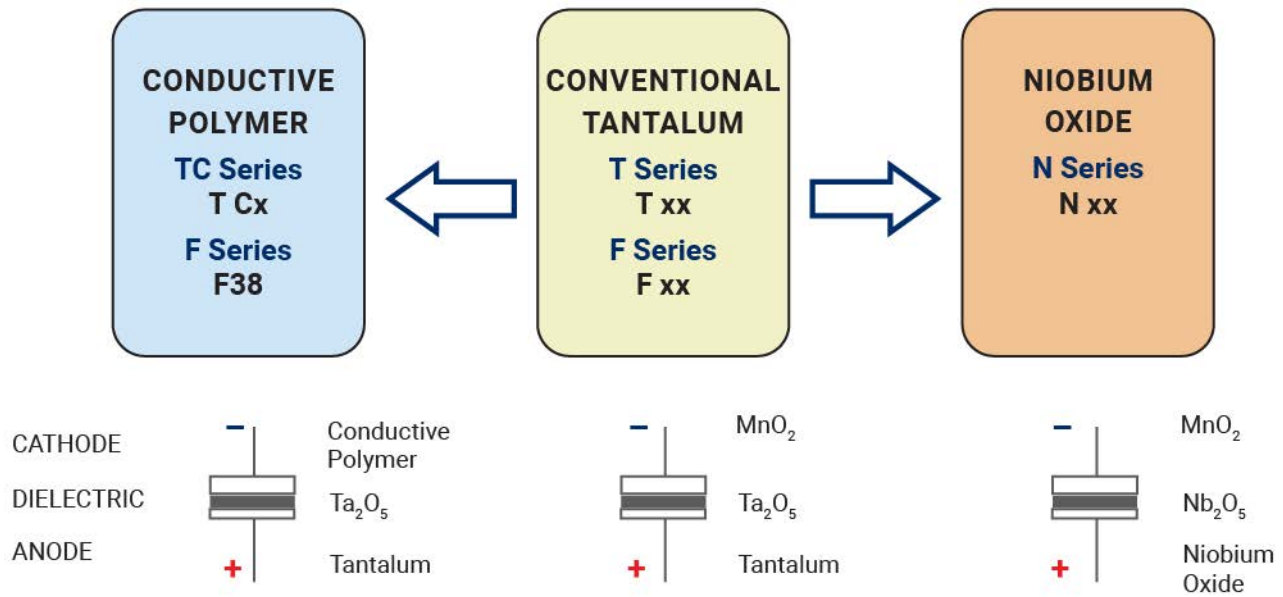 CONDUCTIVE
POLYMER
TC Series
T Cx
F Series
F38
CONVENTIONAL
TANTALUM
T Series
T xx
F Series
F xx
NIOBIUM
OXIDE
N Series
N xx
CATHODE
DIELECTRIC
ANODE
−
Conductive
Polymer
Ta₂O₅
+
Tantalum
−
MnO₂
Ta₂O₅
+
Tantalum
−
MnO₂
Nb₂O₅
+
Niobium
Oxide